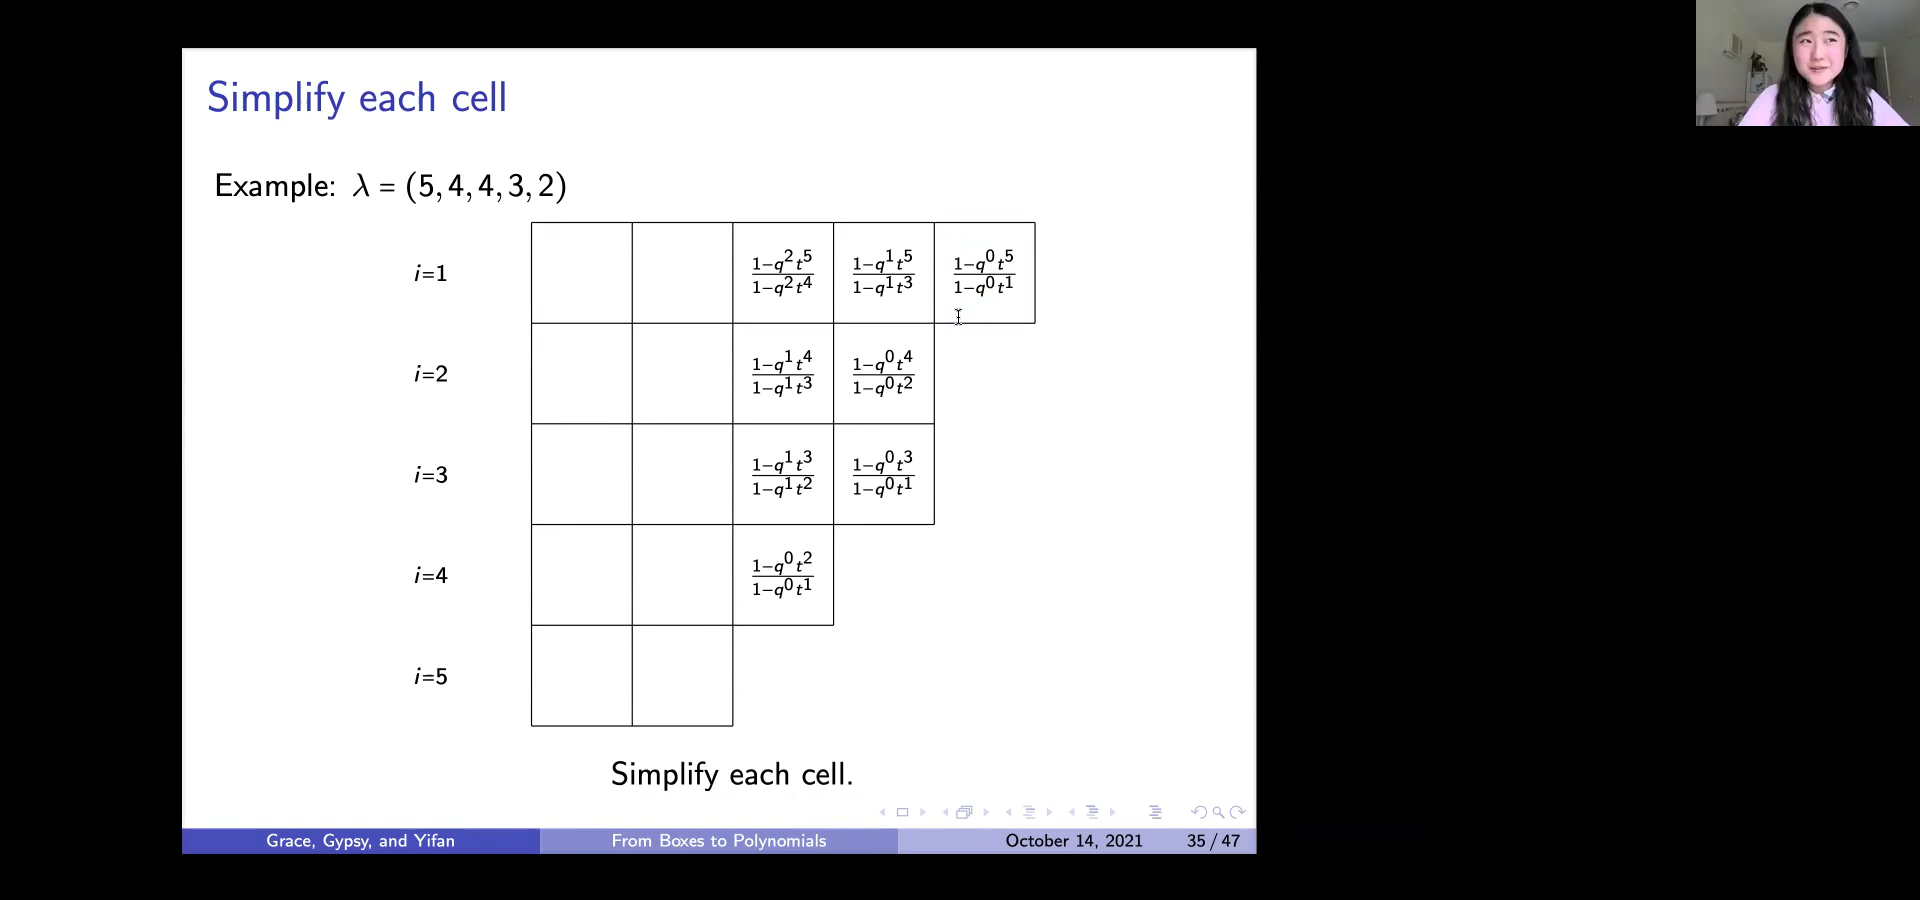 Simplify each cell
Example: λ = (5, 4, 4, 3, 2)
i=1
1−q^2t^5 / 1−q^2t^4
1−q^1t^5 / 1−q^1t^3
1−q^0t^5 / 1−q^0t^1
i=2
1−q^1t^4 / 1−q^1t^3
1−q^0t^4 / 1−q^0t^2
i=3
1−q^1t^3 / 1−q^1t^2
1−q^0t^3 / 1−q^0t^1
i=4
1−q^0t^2 / 1−q^0t^1
i=5
Simplify each cell.
Grace, Gypsy, and Yifan
From Boxes to Polynomials
October 14, 2021
35 / 47